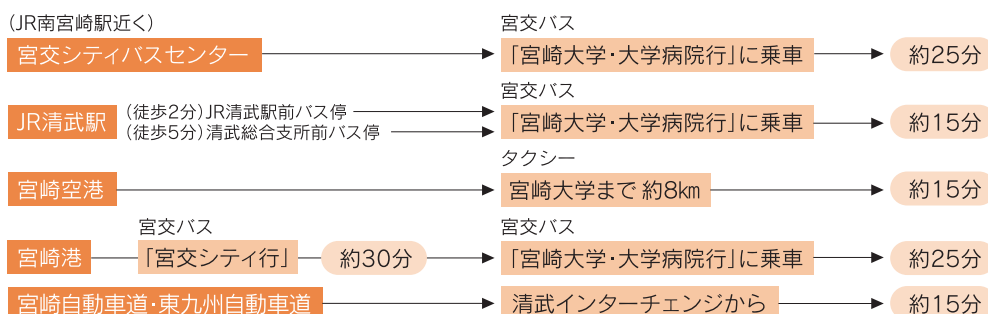 (JR南宮崎駅近く) 宮交バス
宮交シティバスセンター 「宮崎大学・大学病院行」に乗車 約25分
宮交バス
JR清武駅 (徒歩2分)JR清武駅前バス停 「宮崎大学・大学病院行」に乗車 約15分
(徒歩5分)清武総合支所前バス停
タクシー
宮崎空港 宮崎大学まで 約8km 約15分
宮交バス 宮交バス
宮崎港 「宮交シティ行」 約30分 「宮崎大学・大学病院行」に乗車 約25分
宮崎自動車道・東九州自動車道 清武インターチェンジから 約15分